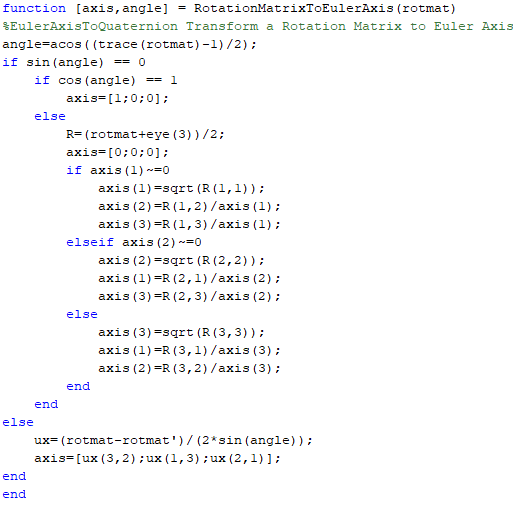 function [axis,angle] = RotationMatrixToEulerAxis(rotmat)
%EulerAxisToQuaternion Transform a Rotation Matrix to Euler Axis
angle=acos((trace(rotmat)-1)/2);
if sin(angle) == 0
    if cos(angle) == 1
        axis=[1;0;0];
    else
        R=(rotmat+eye(3))/2;
        axis=[0;0;0];
        if axis(1)~=0
            axis(1)=sqrt(R(1,1));
            axis(2)=R(1,2)/axis(1);
            axis(3)=R(1,3)/axis(1);
        elseif axis(2)~=0
            axis(2)=sqrt(R(2,2));
            axis(1)=R(2,1)/axis(2);
            axis(3)=R(2,3)/axis(2);
        else
            axis(3)=sqrt(R(3,3));
            axis(1)=R(3,1)/axis(3);
            axis(2)=R(3,2)/axis(3);
        end
    end
else
    ux=(rotmat-rotmat')/(2*sin(angle));
    axis=[ux(3,2);ux(1,3);ux(2,1)];
end
end